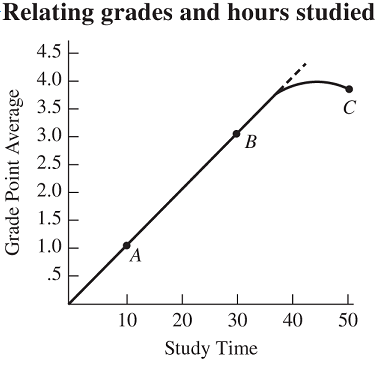 Relating grades and hours studied
Grade Point Average
4.5
4.0
3.5
3.0
2.5
2.0
1.5
1.0
.5
A
B
C
10 20 30 40 50
Study Time